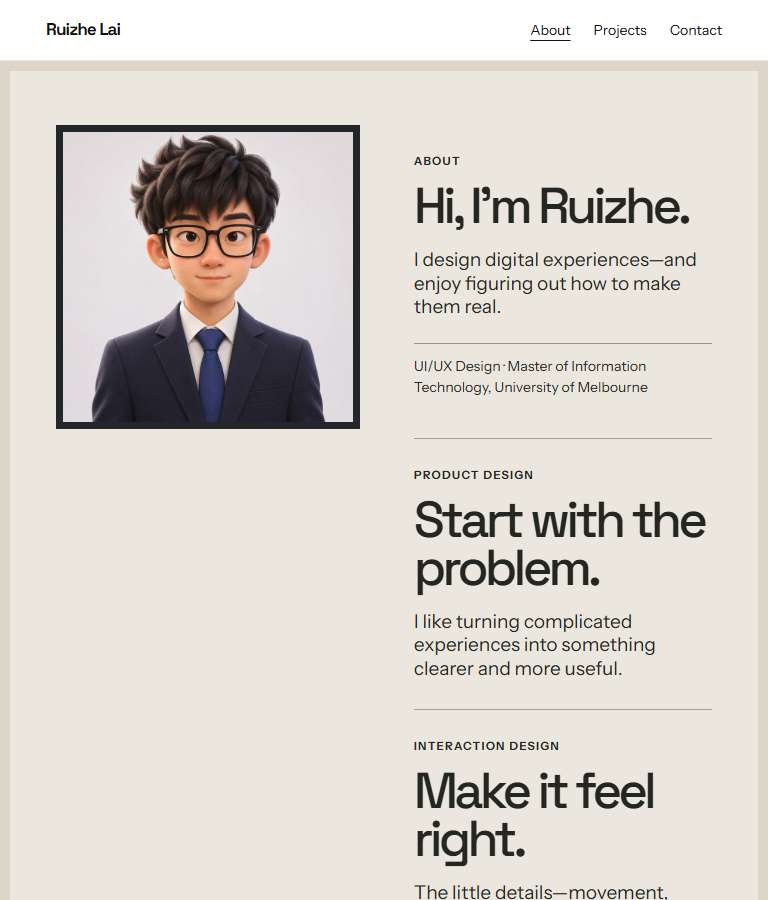 Ruizhe Lai
About
Projects
Contact
ABOUT
Hi, I’m Ruizhe.
I design digital experiences—and
enjoy figuring out how to make
them real.
UI/UX Design · Master of Information
Technology, University of Melbourne
PRODUCT DESIGN
Start with the
problem.
I like turning complicated
experiences into something
clearer and more useful.
INTERACTION DESIGN
Make it feel
right.
The little details—movement,